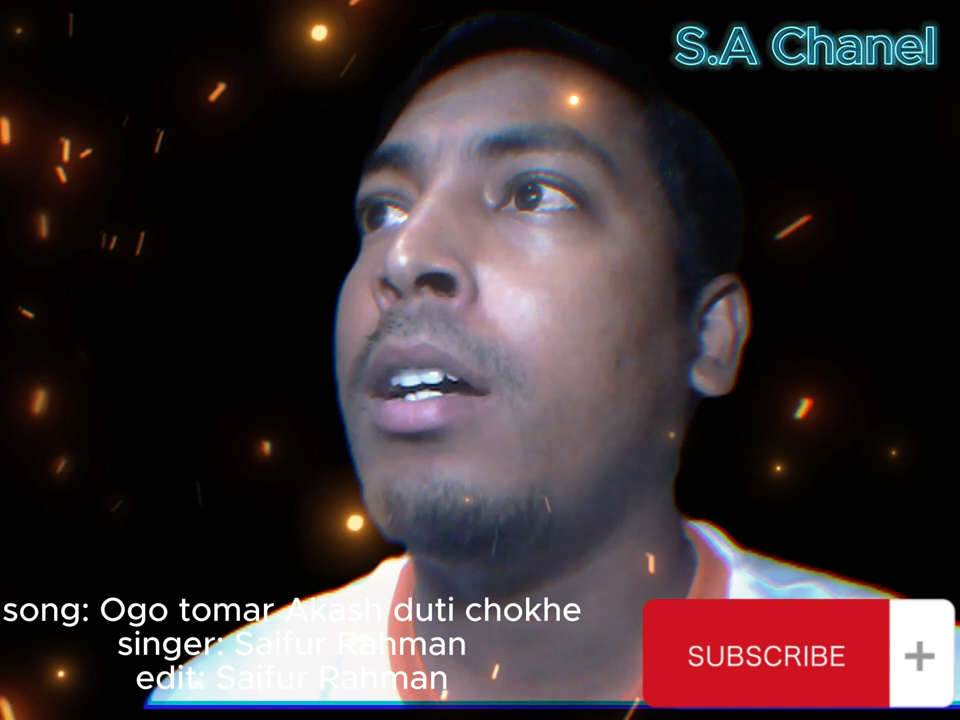 S.A Chanel
song: Ogo tomar Akash duti chokhe
singer: Saifur Rahman
edit: Saifur Rahman
SUBSCRIBE +